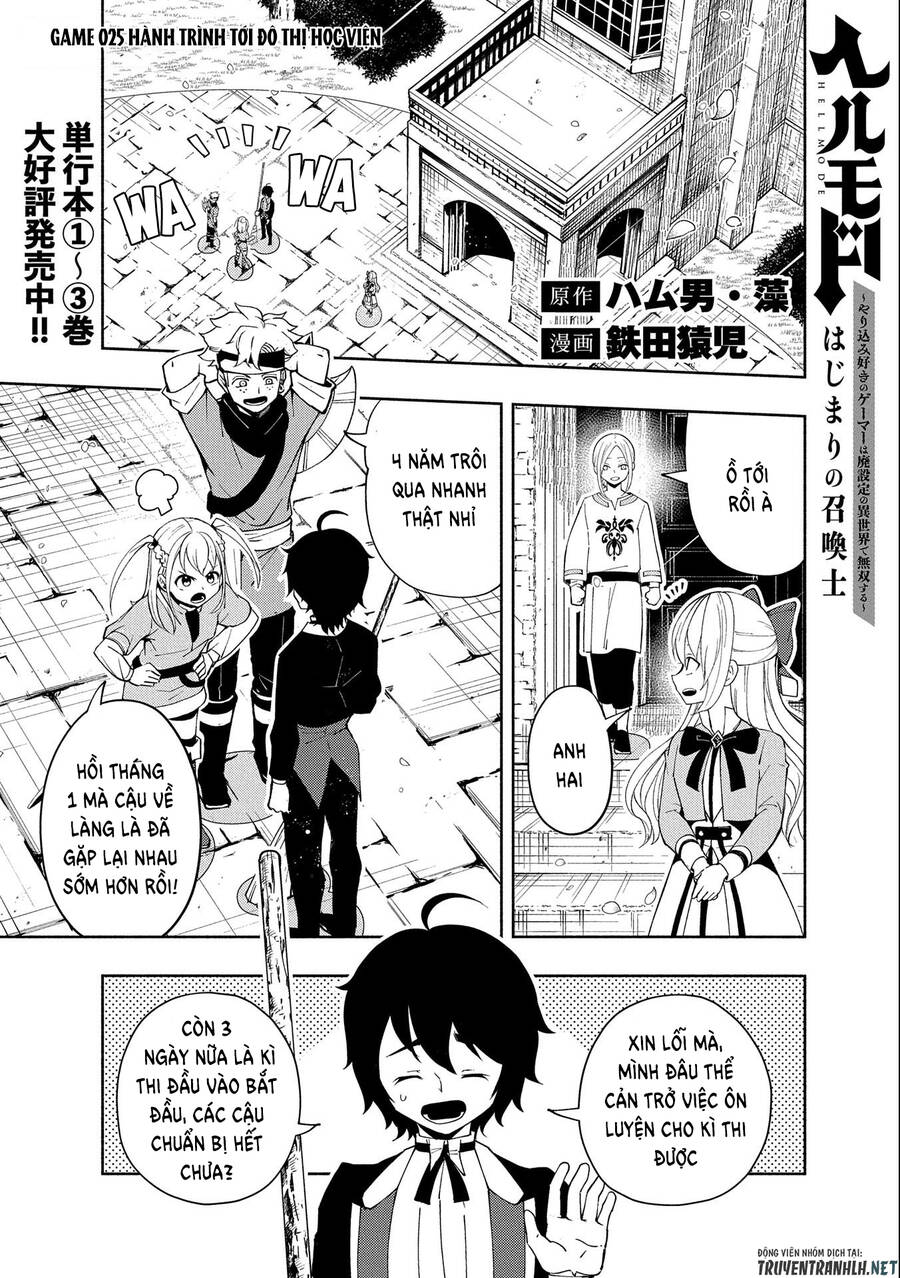 GAME 025 HÀNH TRÌNH TỚI ĐÔ THỊ HỌC VIỆN
ヘルモード
HELLMODE
～やり込み好きのゲーマーは廃設定の異世界で無双する～
はじまりの召喚士
原作 ハム男・藻
漫画 鉄田猿児
単行本①～③巻
大好評発売中!!
WA
WA
Ồ TỚI
RỒI À
ANH
HAI
4 NĂM TRÔI
QUA NHANH
THẬT NHỈ
HỒI THÁNG
1 MÀ CẬU VỀ
LÀNG LÀ ĐÃ
GẶP LẠI NHAU
SỚM HƠN RỒI!
XIN LỖI MÀ,
MÌNH ĐÂU THỂ
CẢN TRỞ VIỆC ÔN
LUYỆN CHO KÌ THI
ĐƯỢC
CÒN 3
NGÀY NỮA LÀ KÌ
THI ĐẦU VÀO BẮT
ĐẦU, CÁC CẬU
CHUẨN BỊ HẾT
CHƯA?
ĐỘNG VIÊN NHÓM DỊCH TẠI:
TRUYENTRANHLH.NET